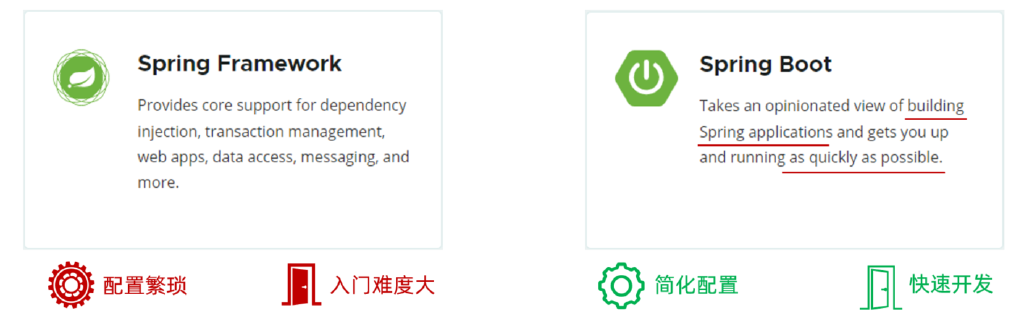 Spring Framework
Provides core support for dependency
injection, transaction management,
web apps, data access, messaging, and
more.
配置繁琐
入门难度大
Spring Boot
Takes an opinionated view of building
Spring applications and gets you up
and running as quickly as possible.
简化配置
快速开发